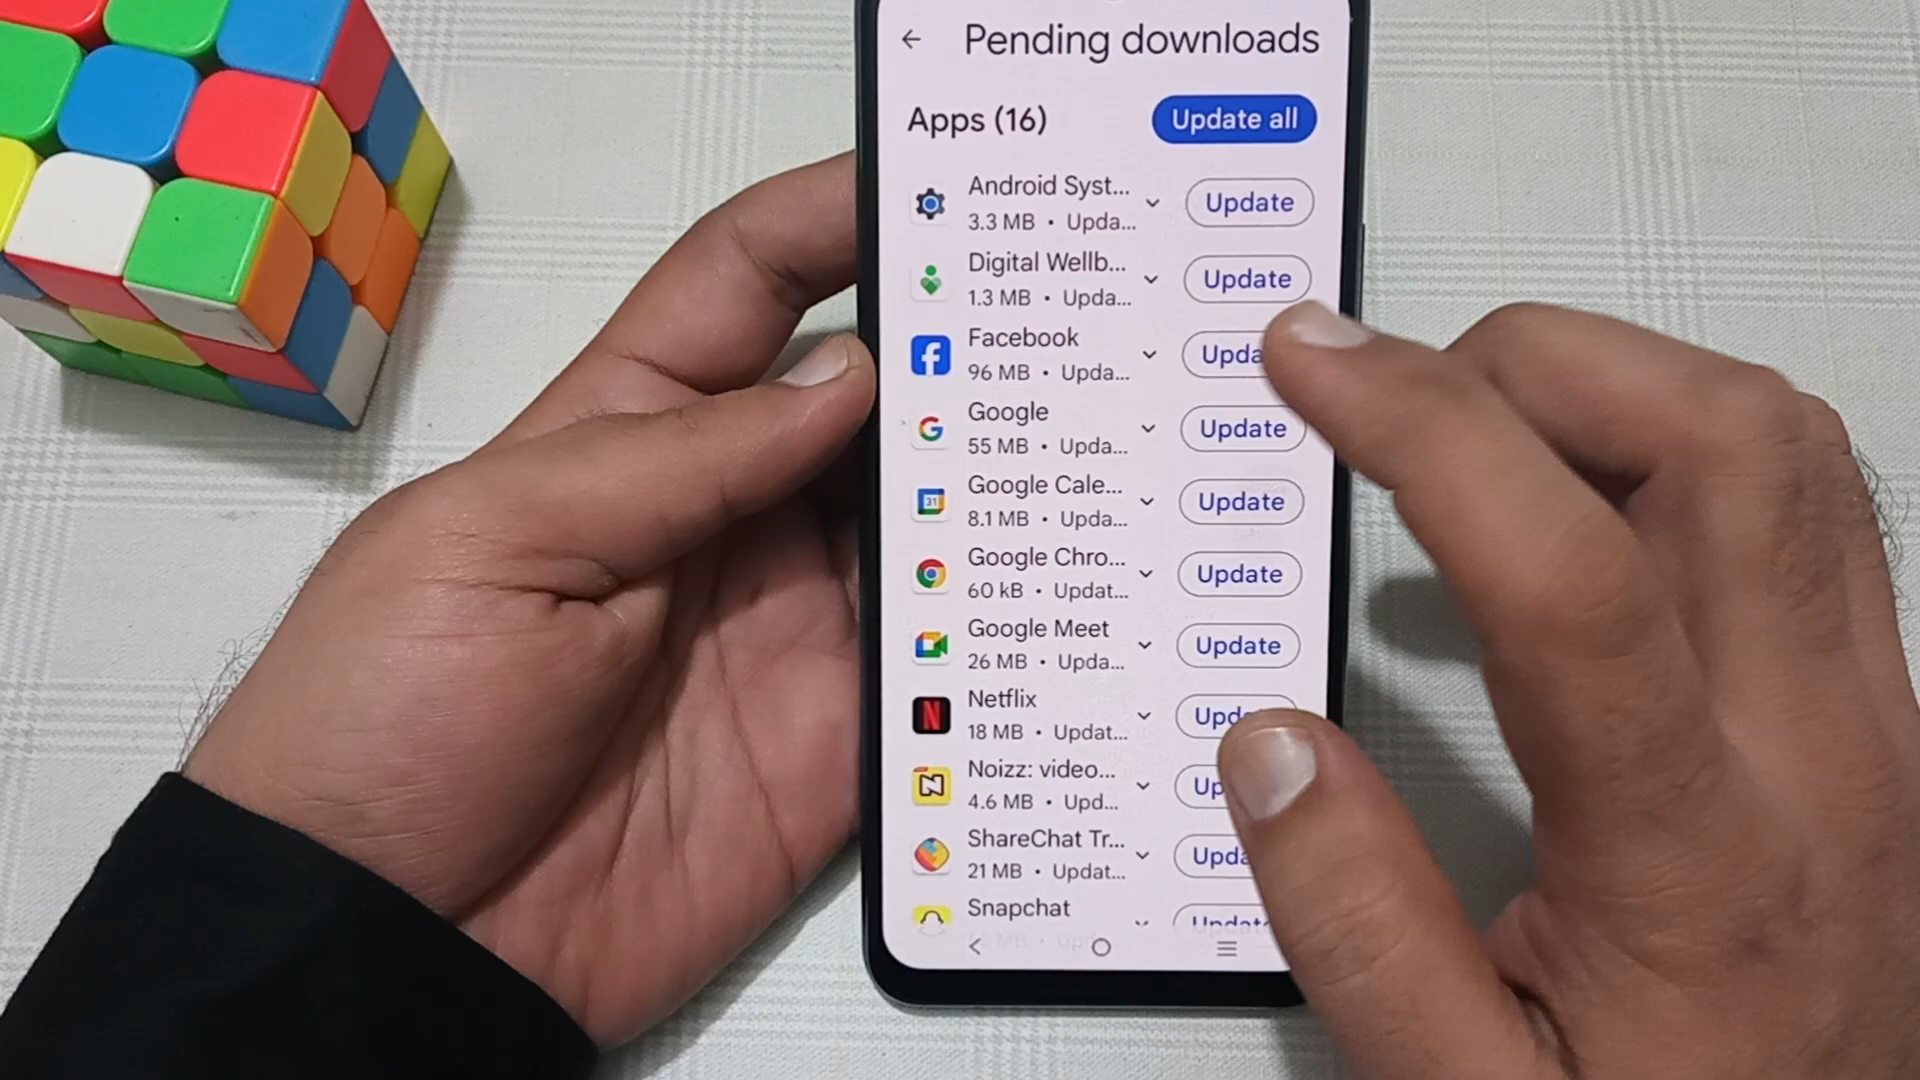 Pending downloads
Apps (16)
Update all
Android Syst...
3.3 MB • Upda...
Update
Digital Wellb...
1.3 MB • Upda...
Update
Facebook
96 MB • Upda...
Upda
Google
55 MB • Upda...
Update
Google Cale...
8.1 MB • Upda...
Update
31
Google Chro...
60 kB • Updat...
Update
Google Meet
26 MB • Upda...
Update
Netflix
18 MB • Updat...
Upd
Noizz: video...
4.6 MB • Upd...
Up
ShareChat Tr...
21 MB • Updat...
Upda
Snapchat
Update